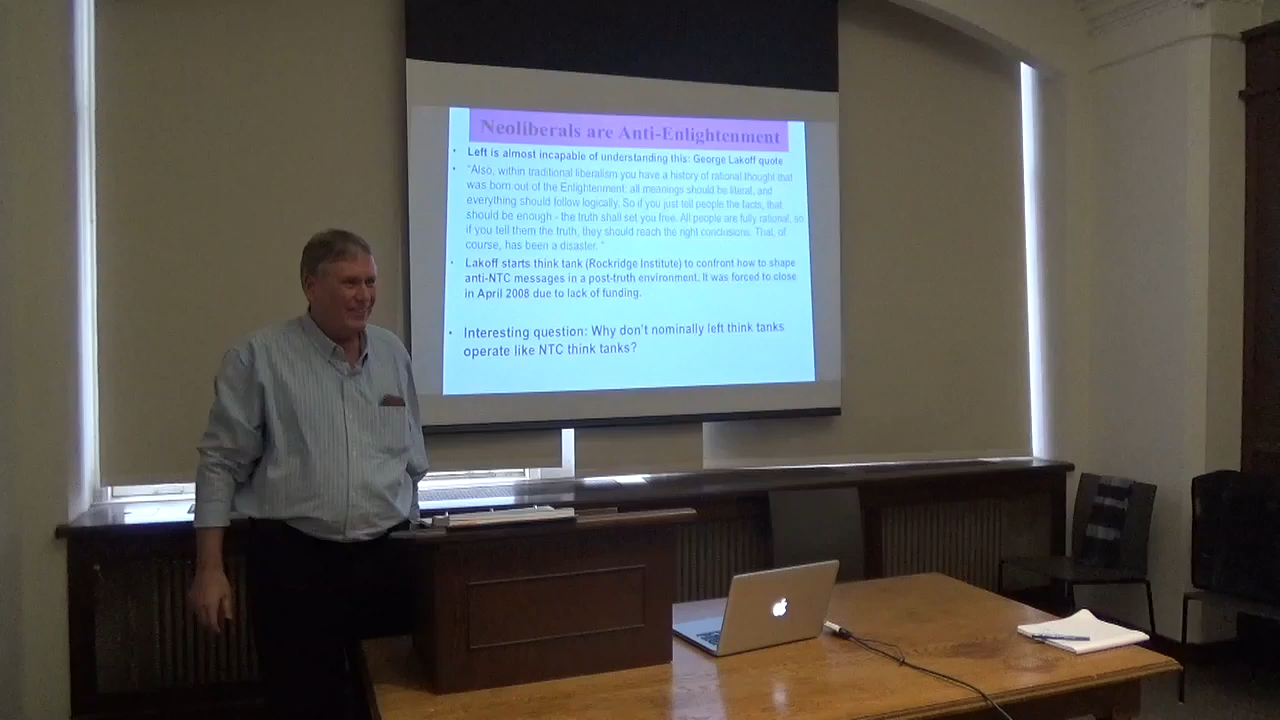 Neoliberals are Anti-Enlightenment
• Left is almost incapable of understanding this: George Lakoff quote
• "Also, within traditional liberalism you have a history of rational thought that
was born out of the Enlightenment: all meanings should be literal, and
everything should follow logically. So if you just tell people the facts, that
should be enough - the truth shall set you free. All people are fully rational, so
if you tell them the truth, they should reach the right conclusions. That, of
course, has been a disaster. "
• Lakoff starts think tank (Rockridge Institute) to confront how to shape
anti-NTC messages in a post-truth environment. It was forced to close
in April 2008 due to lack of funding.
• Interesting question: Why don't nominally left think tanks
operate like NTC think tanks?